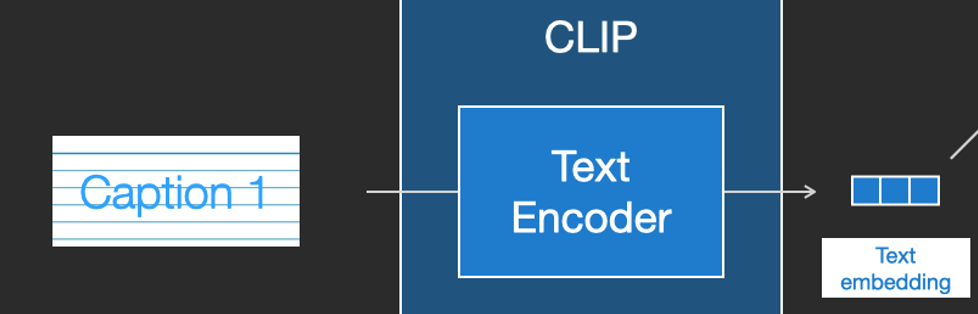 CLIP
Caption 1
Text
Encoder
Text
embedding